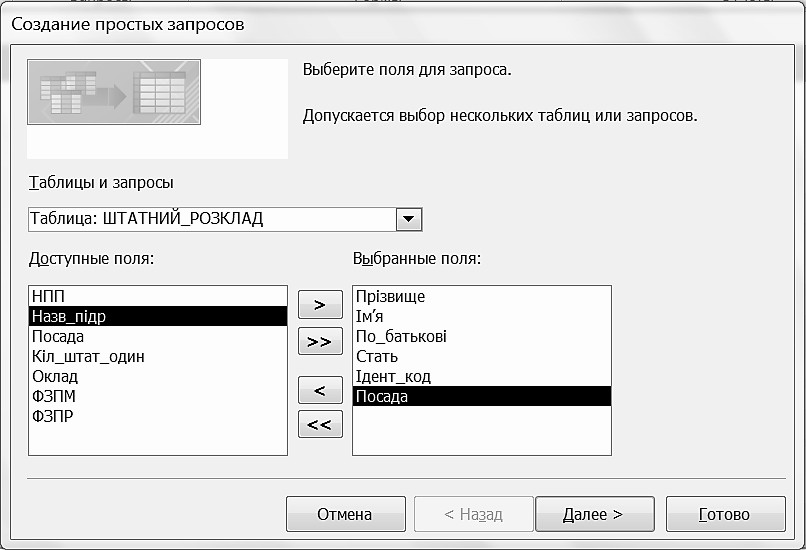 Создание простых запросов
Выберите поля для запроса.
Допускается выбор нескольких таблиц или запросов.
Таблицы и запросы
Таблица: ШТАТНИЙ_РОЗКЛАД
Доступные поля:
Выбранные поля:
НПП
Назв_підр
Посада
Кіл_штат_один
Оклад
ФЗПМ
ФЗПР
>
>>
<
<<
Прізвище
Ім’я
По_батькові
Стать
Ідент_код
Посада
Отмена
< Назад
Далее >
Готово